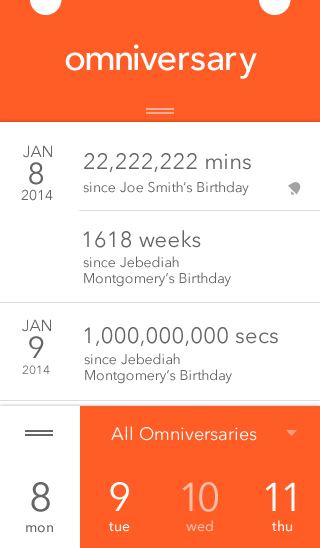 omniversary
JAN
8
2014
22,222,222 mins
since Joe Smith's Birthday
1618 weeks
since Jebediah
Montgomery's Birthday
JAN
9
2014
1,000,000,000 secs
since Jebediah
Montgomery's Birthday
All Omniversaries
8 9 10 11
mon tue wed thu